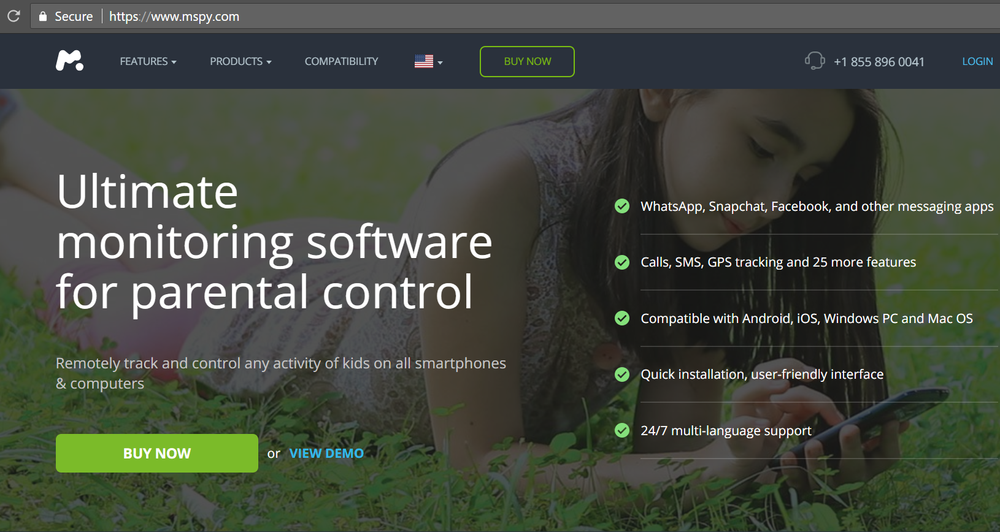 Secure https://www.mspy.com
FEATURES PRODUCTS COMPATIBILITY BUY NOW +1 855 896 0041 LOGIN
Ultimate
monitoring software
for parental control
Remotely track and control any activity of kids on all smartphones
& computers
BUY NOW or VIEW DEMO
WhatsApp, Snapchat, Facebook, and other messaging apps
Calls, SMS, GPS tracking and 25 more features
Compatible with Android, iOS, Windows PC and Mac OS
Quick installation, user-friendly interface
24/7 multi-language support